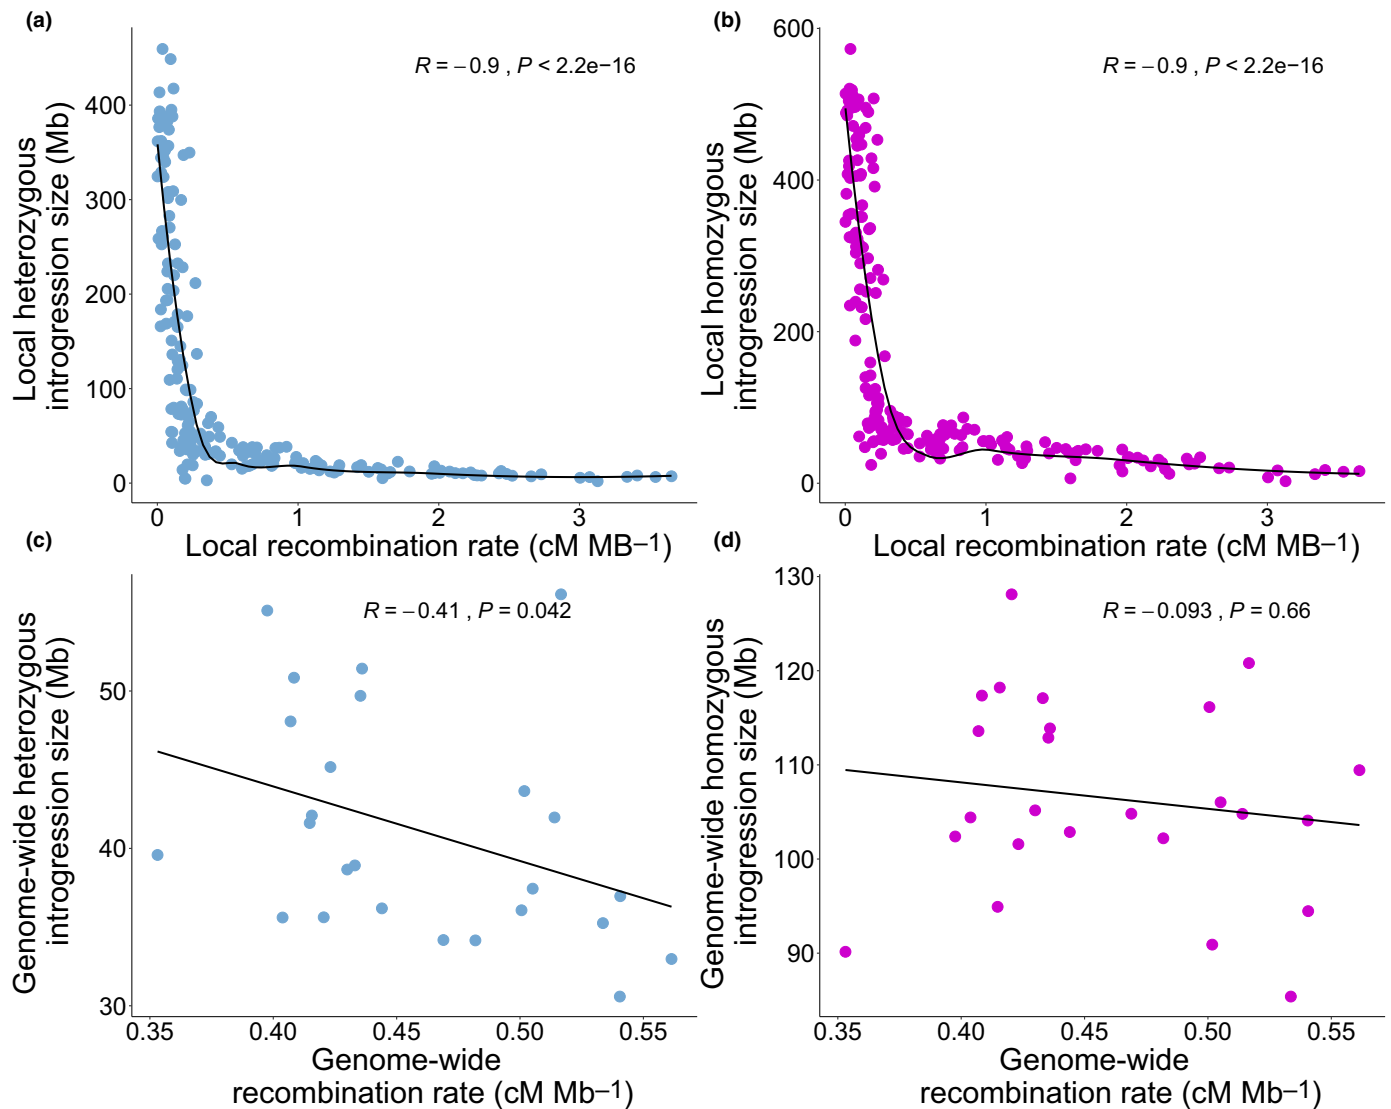 (a)
R = −0.9 , P < 2.2e−16
Local heterozygous
introgression size (Mb)
400
300
200
100
0
0 1 2 3
Local recombination rate (cM MB−1)
(b)
R = −0.9 , P < 2.2e−16
Local homozygous
introgression size (Mb)
600
400
200
0
0 1 2 3
Local recombination rate (cM MB−1)
(c)
R = −0.41 , P = 0.042
Genome-wide heterozygous
introgression size (Mb)
50
40
30
0.35 0.40 0.45 0.50 0.55
Genome-wide
recombination rate (cM Mb−1)
(d)
R = −0.093 , P = 0.66
Genome-wide homozygous
introgression size (Mb)
130
120
110
100
90
0.35 0.40 0.45 0.50 0.55
Genome-wide
recombination rate (cM Mb−1)